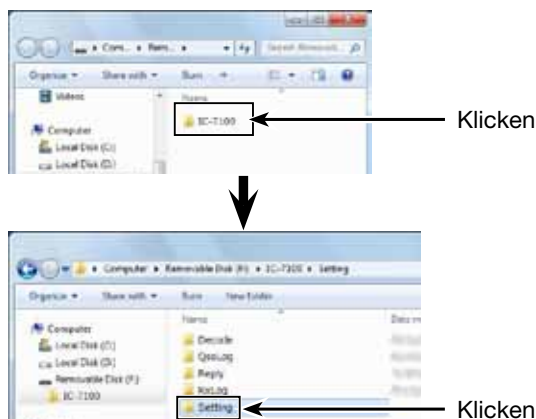 Com... ▸ Rem... ▸
Search Removab...
Organize ▾ Share with ▾ Burn
Videos
Name
Computer
IC-7100
Klicken
Local Disk (C:)
Local Disk (D:)
▸ Computer ▸ Removable Disk (F:) ▸ IC-7100 ▸ Setting
Organize ▾ Share with ▾ Burn New Folder
Name
Computer
Decode
Local Disk (C:)
QsoLog
Local Disk (D:)
Reply
Removable Disk (F:)
RxLog
IC-7100
Setting
Klicken